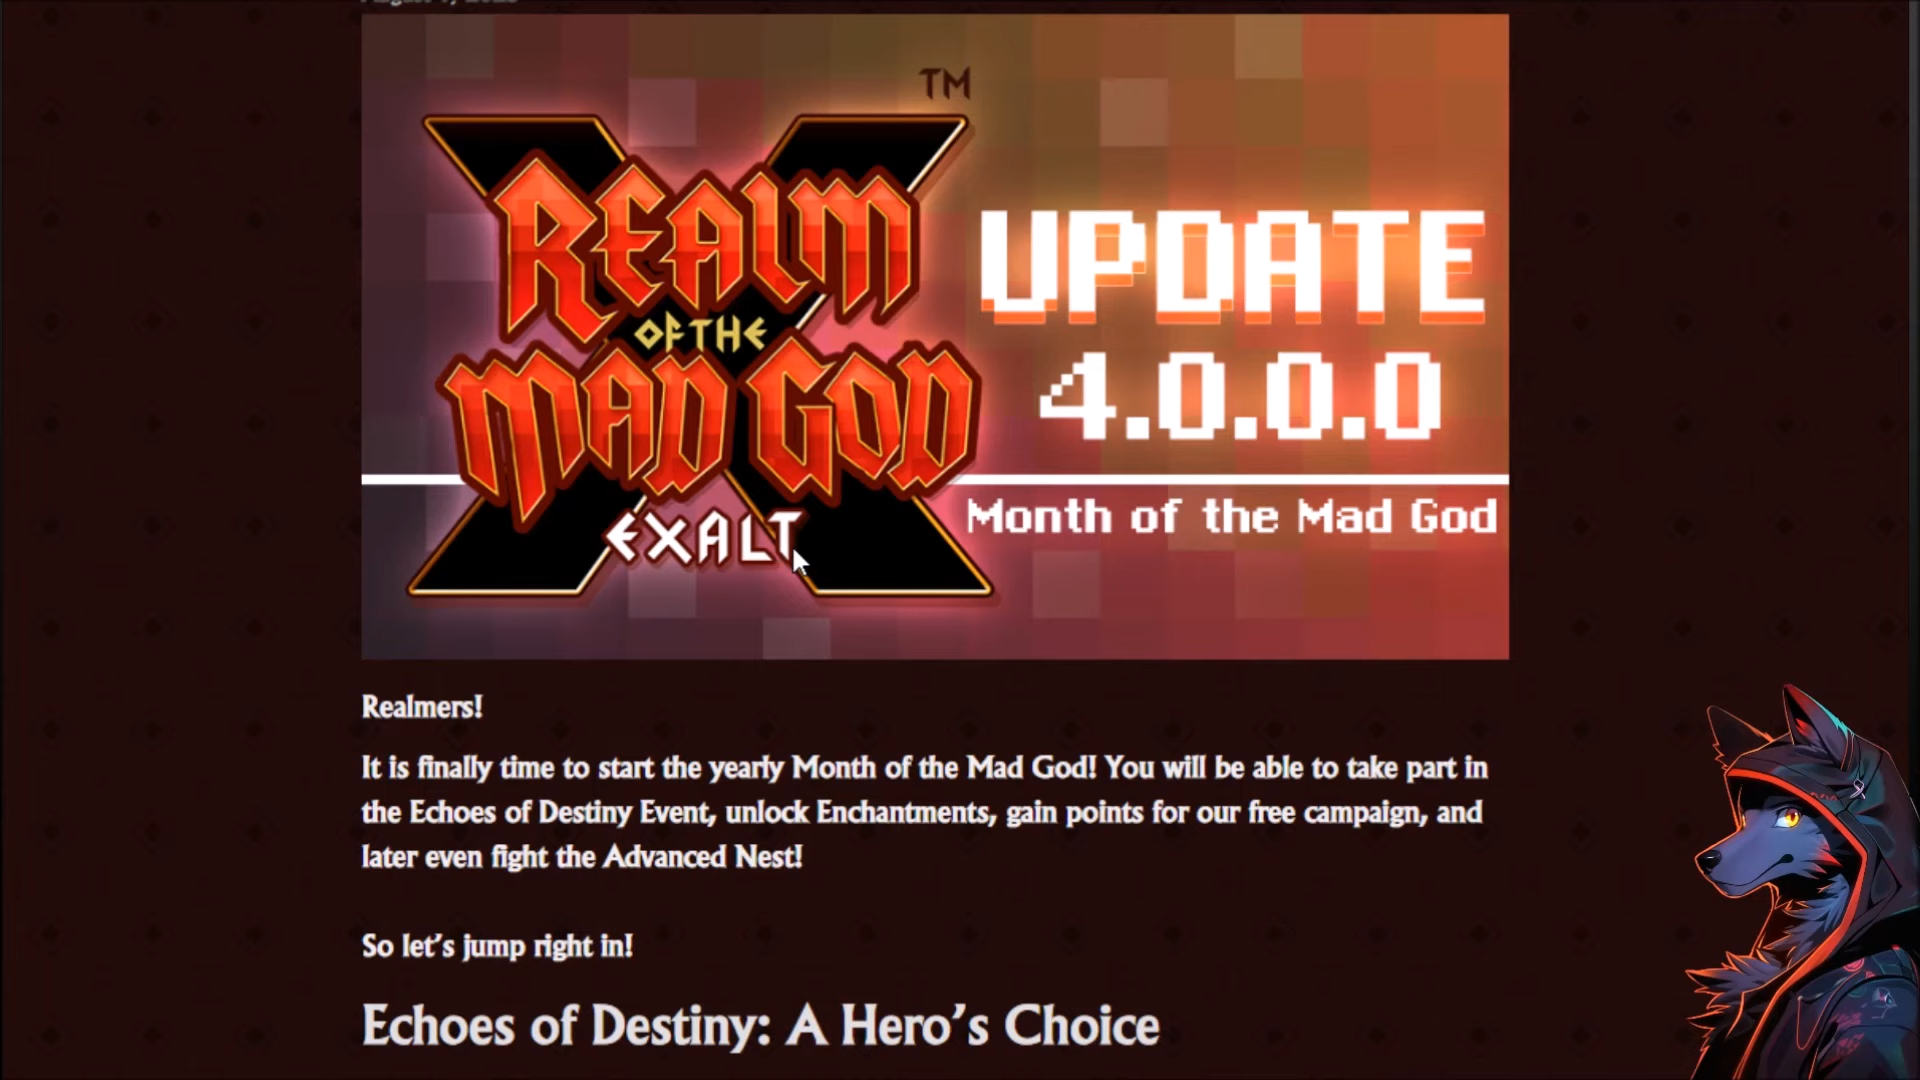 TM
REALM
OF THE
MAD GOD
EXALT
UPDATE
4.0.0.0
Month of the Mad God
Realmers!
It is finally time to start the yearly Month of the Mad God! You will be able to take part in
the Echoes of Destiny Event, unlock Enchantments, gain points for our free campaign, and
later even fight the Advanced Nest!
So let’s jump right in!
Echoes of Destiny: A Hero’s Choice